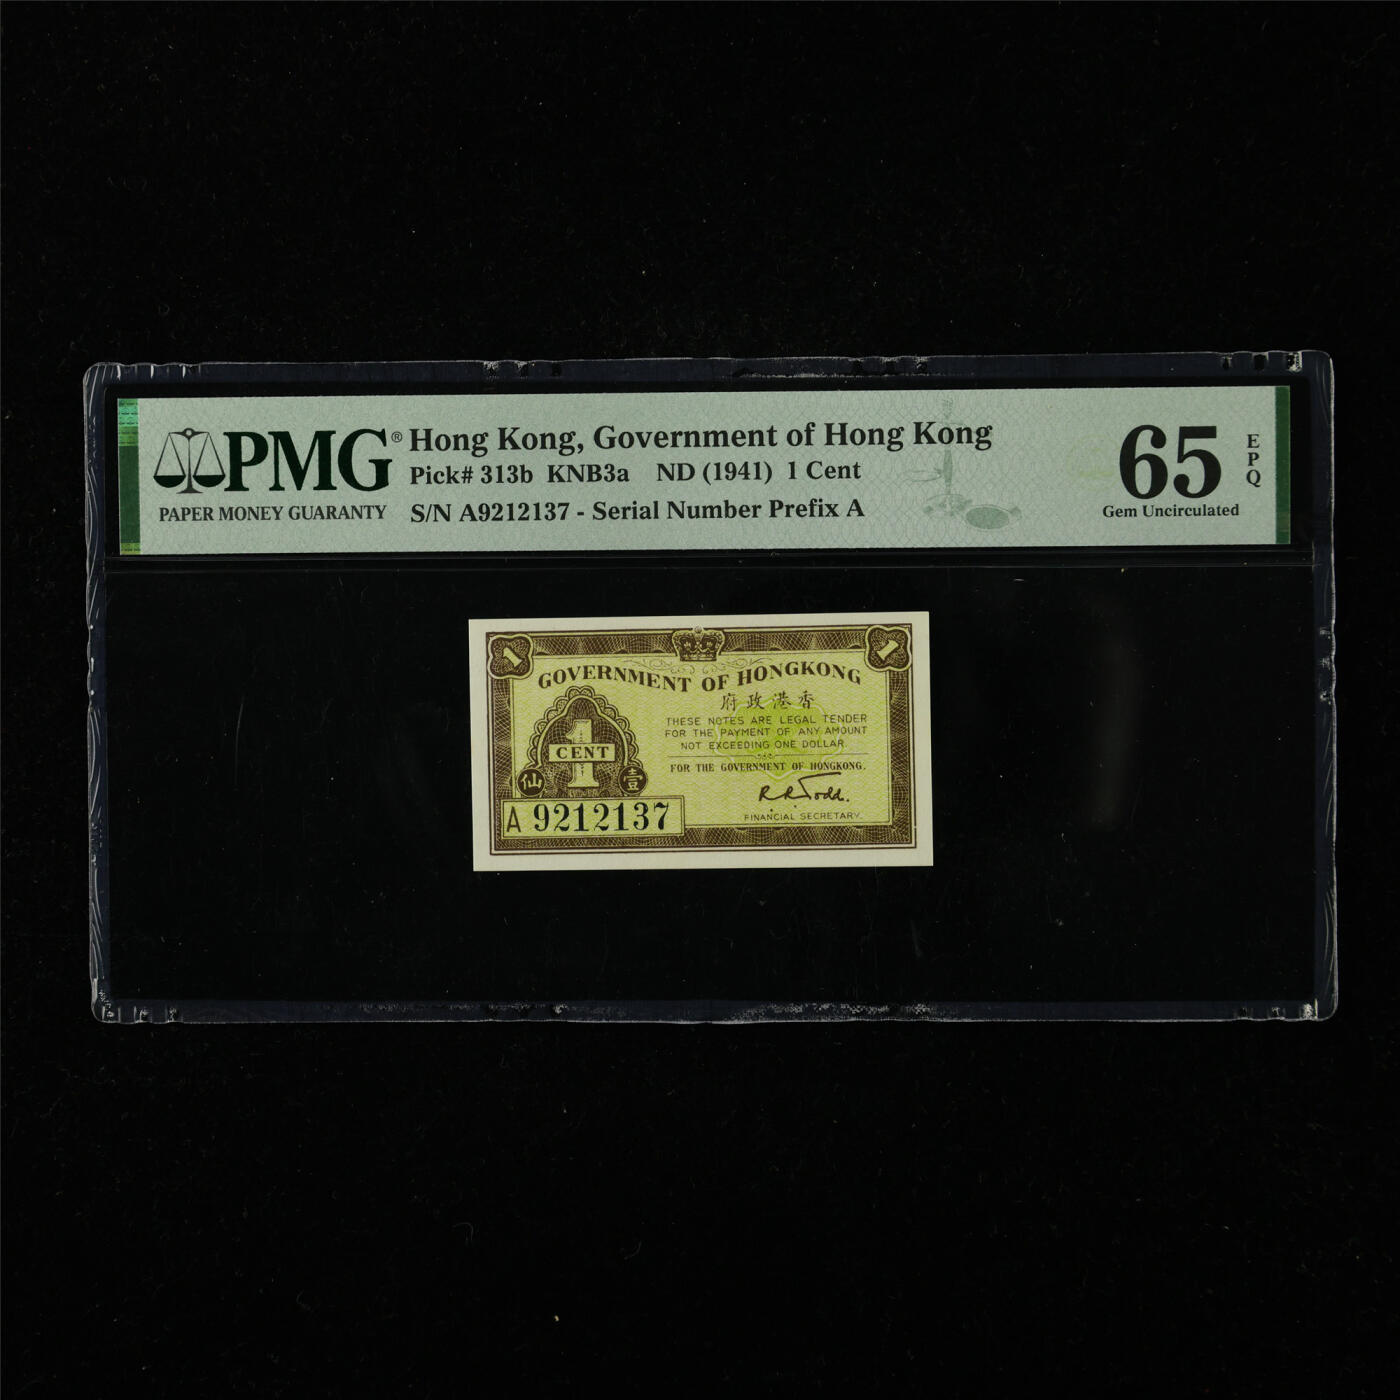 PMG®
PAPER MONEY GUARANTY
Hong Kong, Government of Hong Kong
Pick# 313b KNB3a ND (1941) 1 Cent
S/N A9212137 - Serial Number Prefix A
65 EPQ
Gem Uncirculated
1 1
GOVERNMENT OF HONGKONG
府政港香
THESE NOTES ARE LEGAL TENDER
FOR THE PAYMENT OF ANY AMOUNT
NOT EXCEEDING ONE DOLLAR
FOR THE GOVERNMENT OF HONGKONG.
1
CENT
仙 壹
R R Todd.
FINANCIAL SECRETARY.
A 9212137